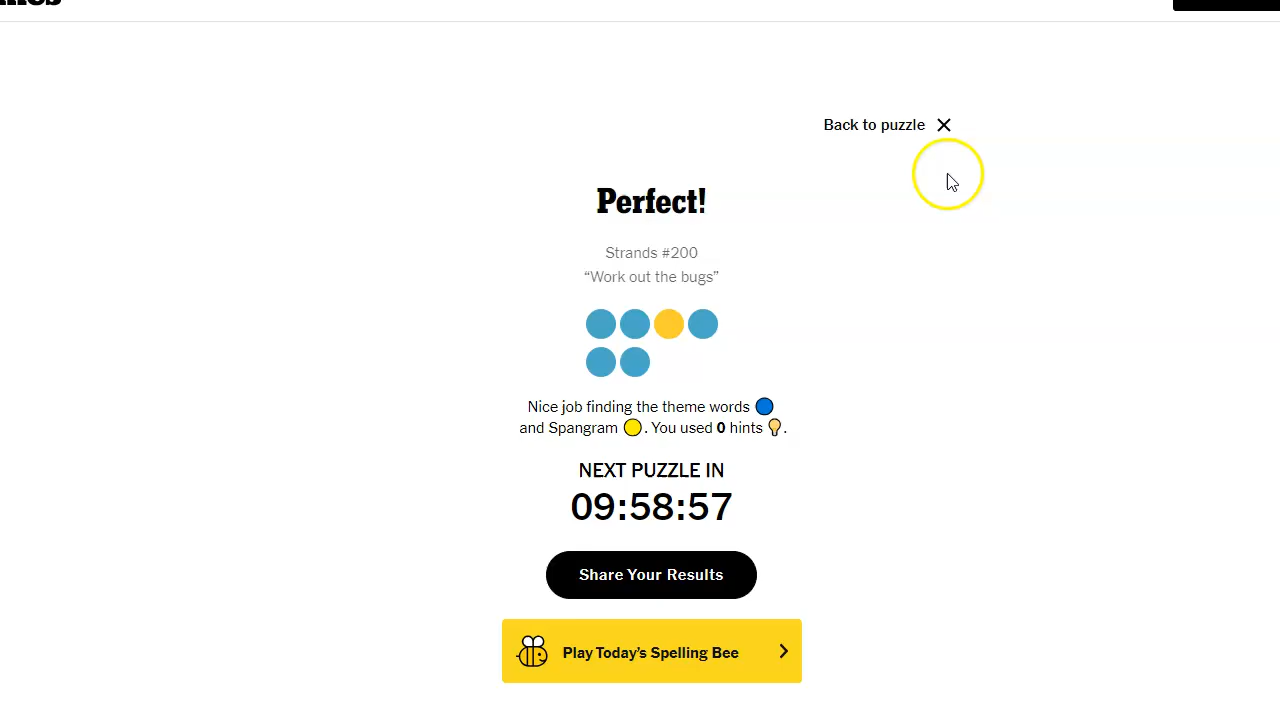 Back to puzzle
Perfect!
Strands #200
“Work out the bugs”
Nice job finding the theme words
and Spangram . You used 0 hints .
NEXT PUZZLE IN
09:58:57
Share Your Results
Play Today’s Spelling Bee